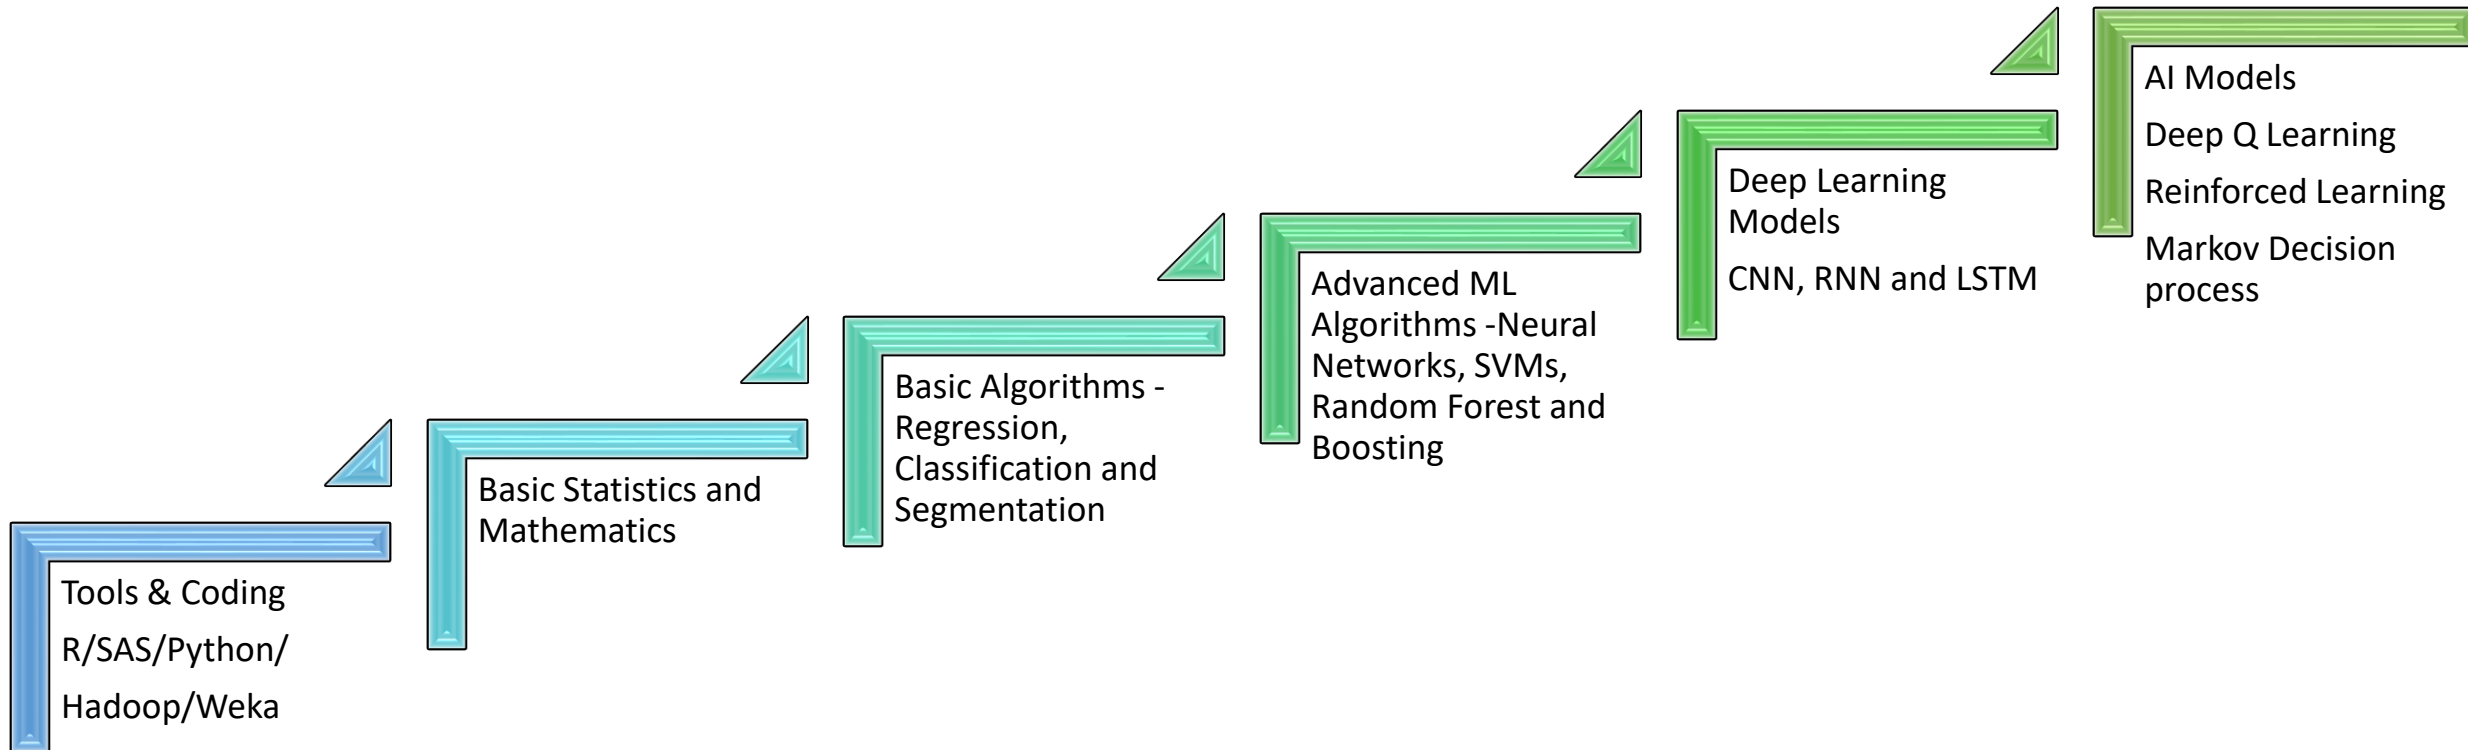 Tools & Coding
R/SAS/Python/
Hadoop/Weka
Basic Statistics and
Mathematics
Basic Algorithms -
Regression,
Classification and
Segmentation
Advanced ML
Algorithms -Neural
Networks, SVMs,
Random Forest and
Boosting
Deep Learning
Models
CNN, RNN and LSTM
AI Models
Deep Q Learning
Reinforced Learning
Markov Decision
process